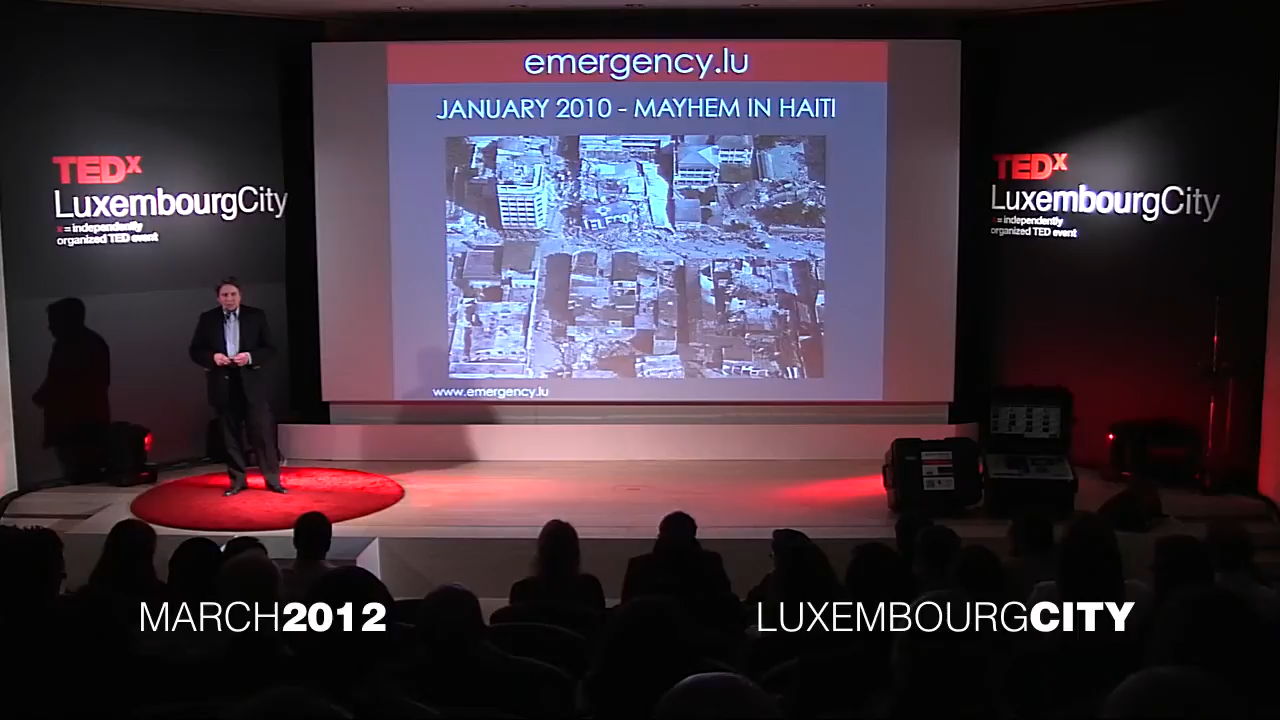 emergency.lu
JANUARY 2010 - MAYHEM IN HAITI
www.emergency.lu
TEDx
LuxembourgCity
x = independently
organized TED event
TEDx
LuxembourgCity
x = independently
organized TED event
MARCH2012
LUXEMBOURGCITY